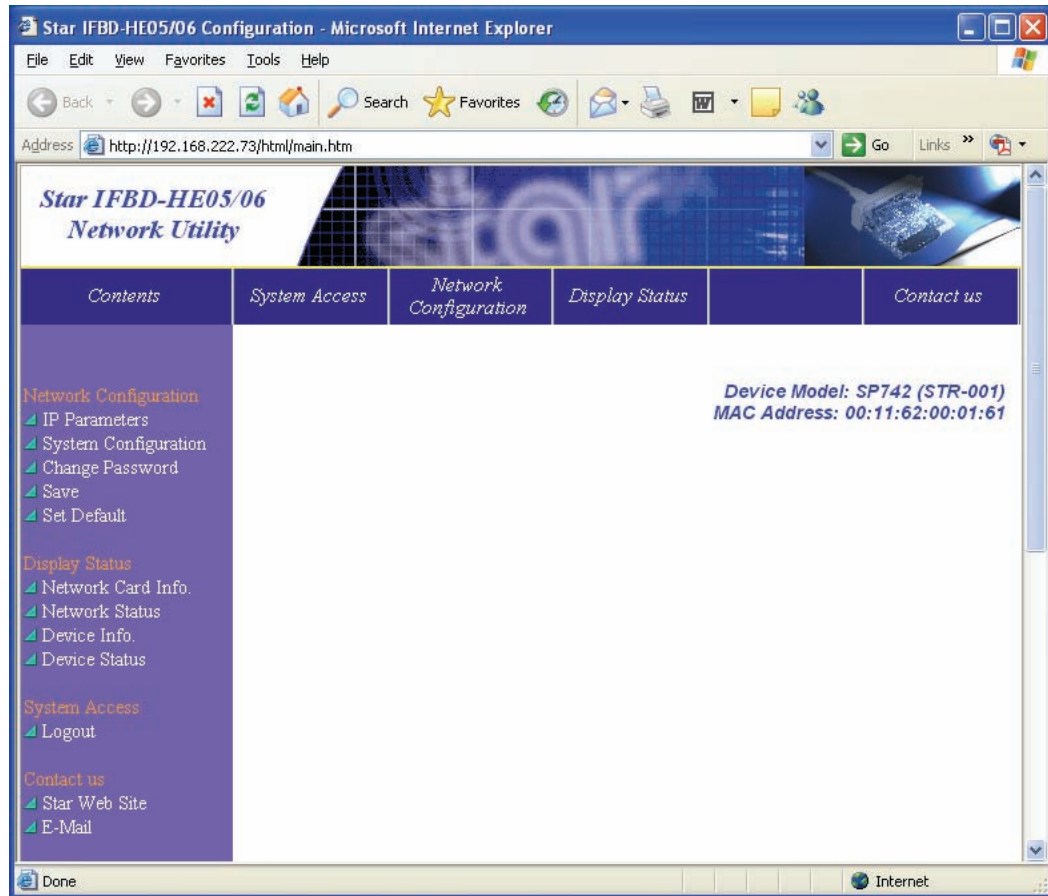 Star IFBD-HE05/06 Configuration - Microsoft Internet Explorer
File Edit View Favorites Tools Help
Back Search Favorites
Address http://192.168.222.73/html/main.htm Go Links »
Star IFBD-HE05/06
Network Utility
star
Contents System Access Network Configuration Display Status Contact us
Device Model: SP742 (STR-001)
MAC Address: 00:11:62:00:01:61
Network Configuration
IP Parameters
System Configuration
Change Password
Save
Set Default
Display Status
Network Card Info.
Network Status
Device Info.
Device Status
System Access
Logout
Contact us
Star Web Site
E-Mail
Done Internet